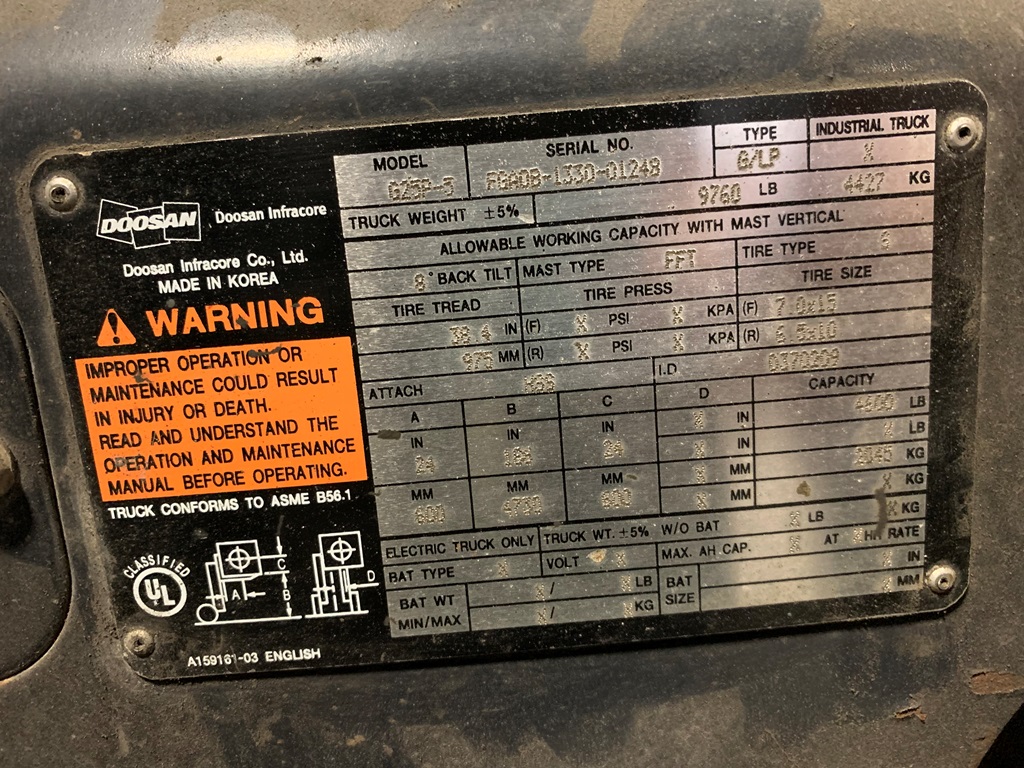 MODEL SERIAL NO. TYPE INDUSTRIAL TRUCK
G25P-5 G/LP X
TRUCK WEIGHT ±5% 9760 LB 4427 KG
ALLOWABLE WORKING CAPACITY WITH MAST VERTICAL
8° BACK TILT MAST TYPE FFT TIRE TYPE
TIRE TREAD TIRE PRESS TIRE SIZE
38.4 IN (F) X PSI X KPA (F) 7.0x15
975 MM (R) X PSI X KPA (R) 6.5x10
ATTACH I.D 0370309
A B C D CAPACITY
IN IN IN X IN 4400 LB
24 24 X IN X LB
MM MM MM X MM KG
600 4700 600 X MM X KG
ELECTRIC TRUCK ONLY TRUCK WT. ±5% W/O BAT X LB X KG
BAT TYPE X VOLT X MAX. AH CAP. X AT X HR RATE
BAT WT X / X LB BAT X IN
MIN/MAX X / X KG SIZE X MM
DOOSAN Doosan Infracore
Doosan Infracore Co., Ltd.
MADE IN KOREA
WARNING
IMPROPER OPERATION OR
MAINTENANCE COULD RESULT
IN INJURY OR DEATH.
READ AND UNDERSTAND THE
OPERATION AND MAINTENANCE
MANUAL BEFORE OPERATING.
TRUCK CONFORMS TO ASME B56.1
CLASSIFIED
UL
A C B D
A159161-03 ENGLISH